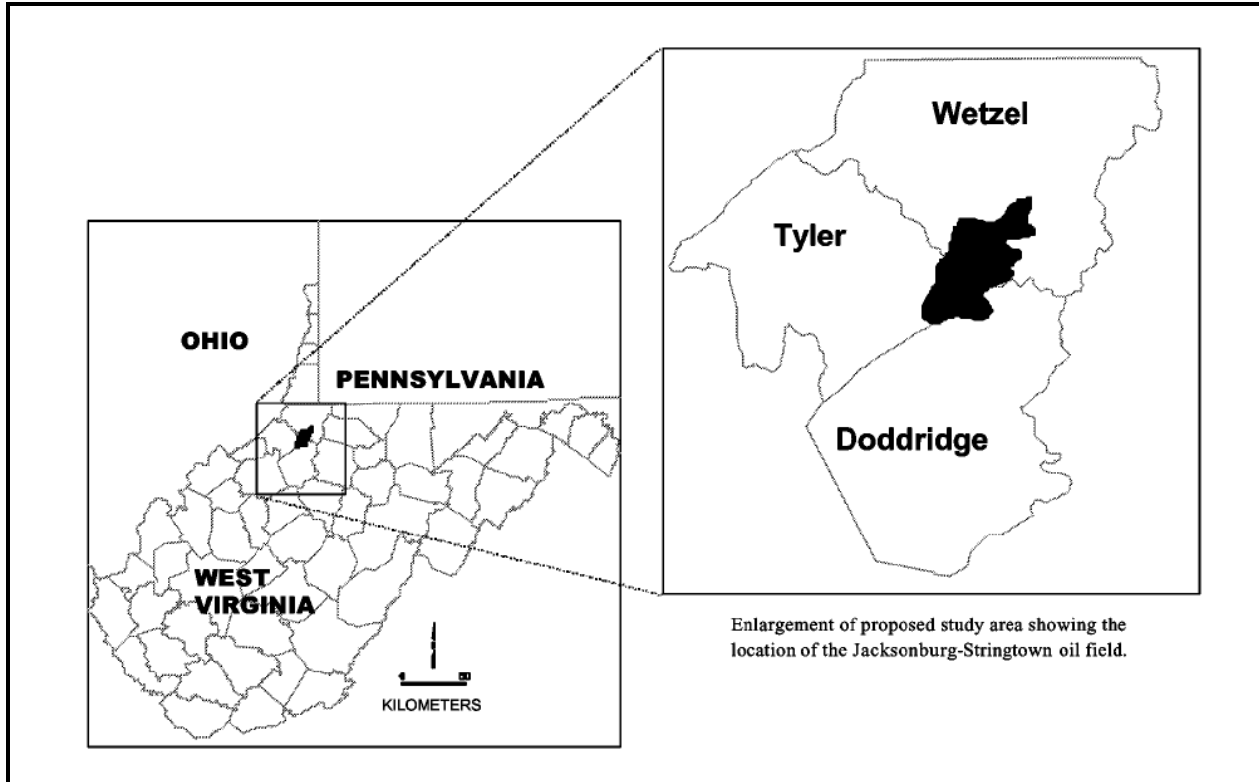 OHIO
PENNSYLVANIA
WEST
VIRGINIA
KILOMETERS
Wetzel
Tyler
Doddridge
Enlargement of proposed study area showing the
location of the Jacksonburg-Stringtown oil field.